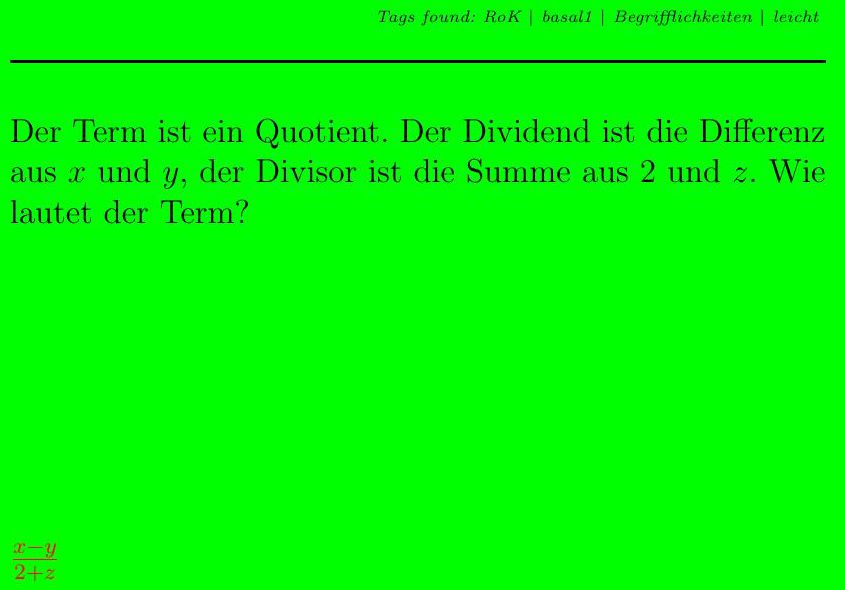 Tags found: RoK | basal1 | Begrifflichkeiten | leicht
Der Term ist ein Quotient. Der Dividend ist die Differenz
aus x und y, der Divisor ist die Summe aus 2 und z. Wie
lautet der Term?
x−y
2+z